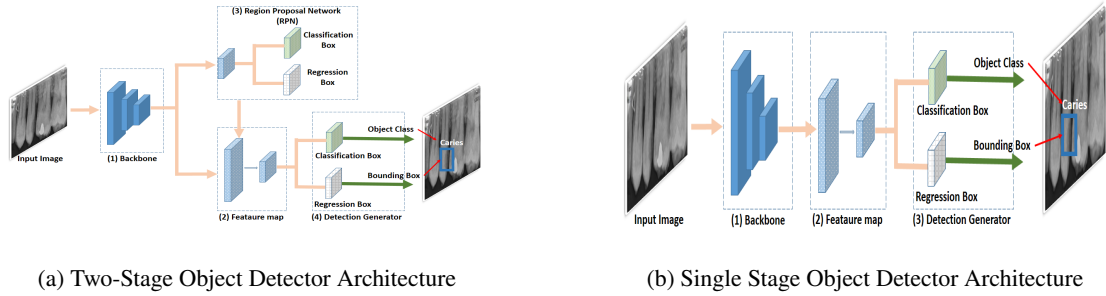 (3) Region Proposal Network
(RPN)
Classification
Box
Regression
Box
Input Image
(1) Backbone
Object Class
Caries
Classification Box
Bounding Box
Regression Box
(2) Feataure map
(4) Detection Generator
(a) Two-Stage Object Detector Architecture
Object Class
Caries
Classification Box
Bounding Box
Regression Box
Input Image
(1) Backbone
(2) Feataure map
(3) Detection Generator
(b) Single Stage Object Detector Architecture